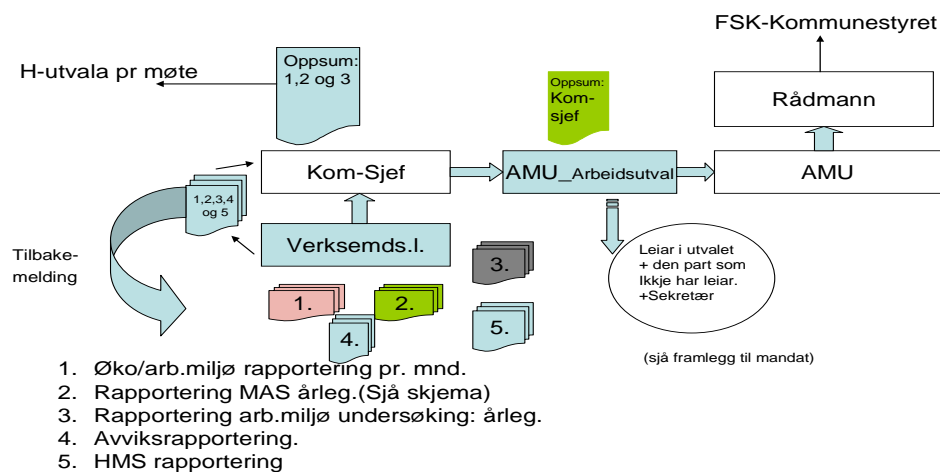 FSK-Kommunestyret
H-utvala pr møte
Oppsum:
1,2 og 3
Oppsum:
Kom-
sjef
Rådmann
Kom-Sjef
AMU_Arbeidsutval
AMU
1,2,3,4
og 5
Verksemds.l.
Tilbake-
melding
Leiar i utvalet
+ den part som
Ikkje har leiar.
+Sekretær
3.
1.
2.
4.
5.
(sjå framlegg til mandat)
1. Øko/arb.miljø rapportering pr. mnd.
2. Rapportering MAS årleg.(Sjå skjema)
3. Rapportering arb.miljø undersøking: årleg.
4. Avviksrapportering.
5. HMS rapportering